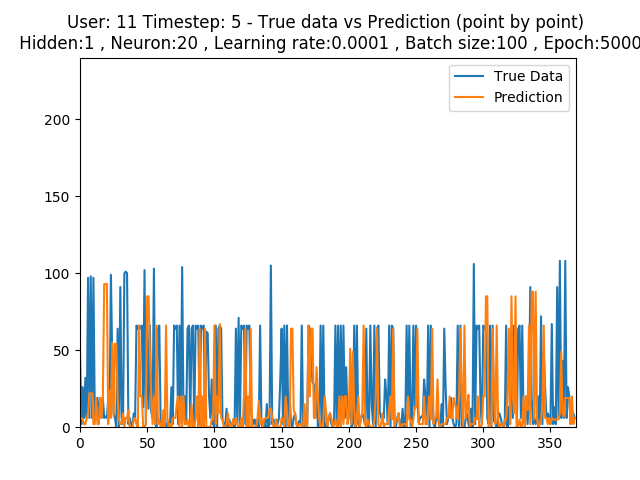 User: 11 Timestep: 5 - True data vs Prediction (point by point)
Hidden:1 , Neuron:20 , Learning rate:0.0001 , Batch size:100 , Epoch:5000
True Data
Prediction
200
150
100
50
0
0 50 100 150 200 250 300 350